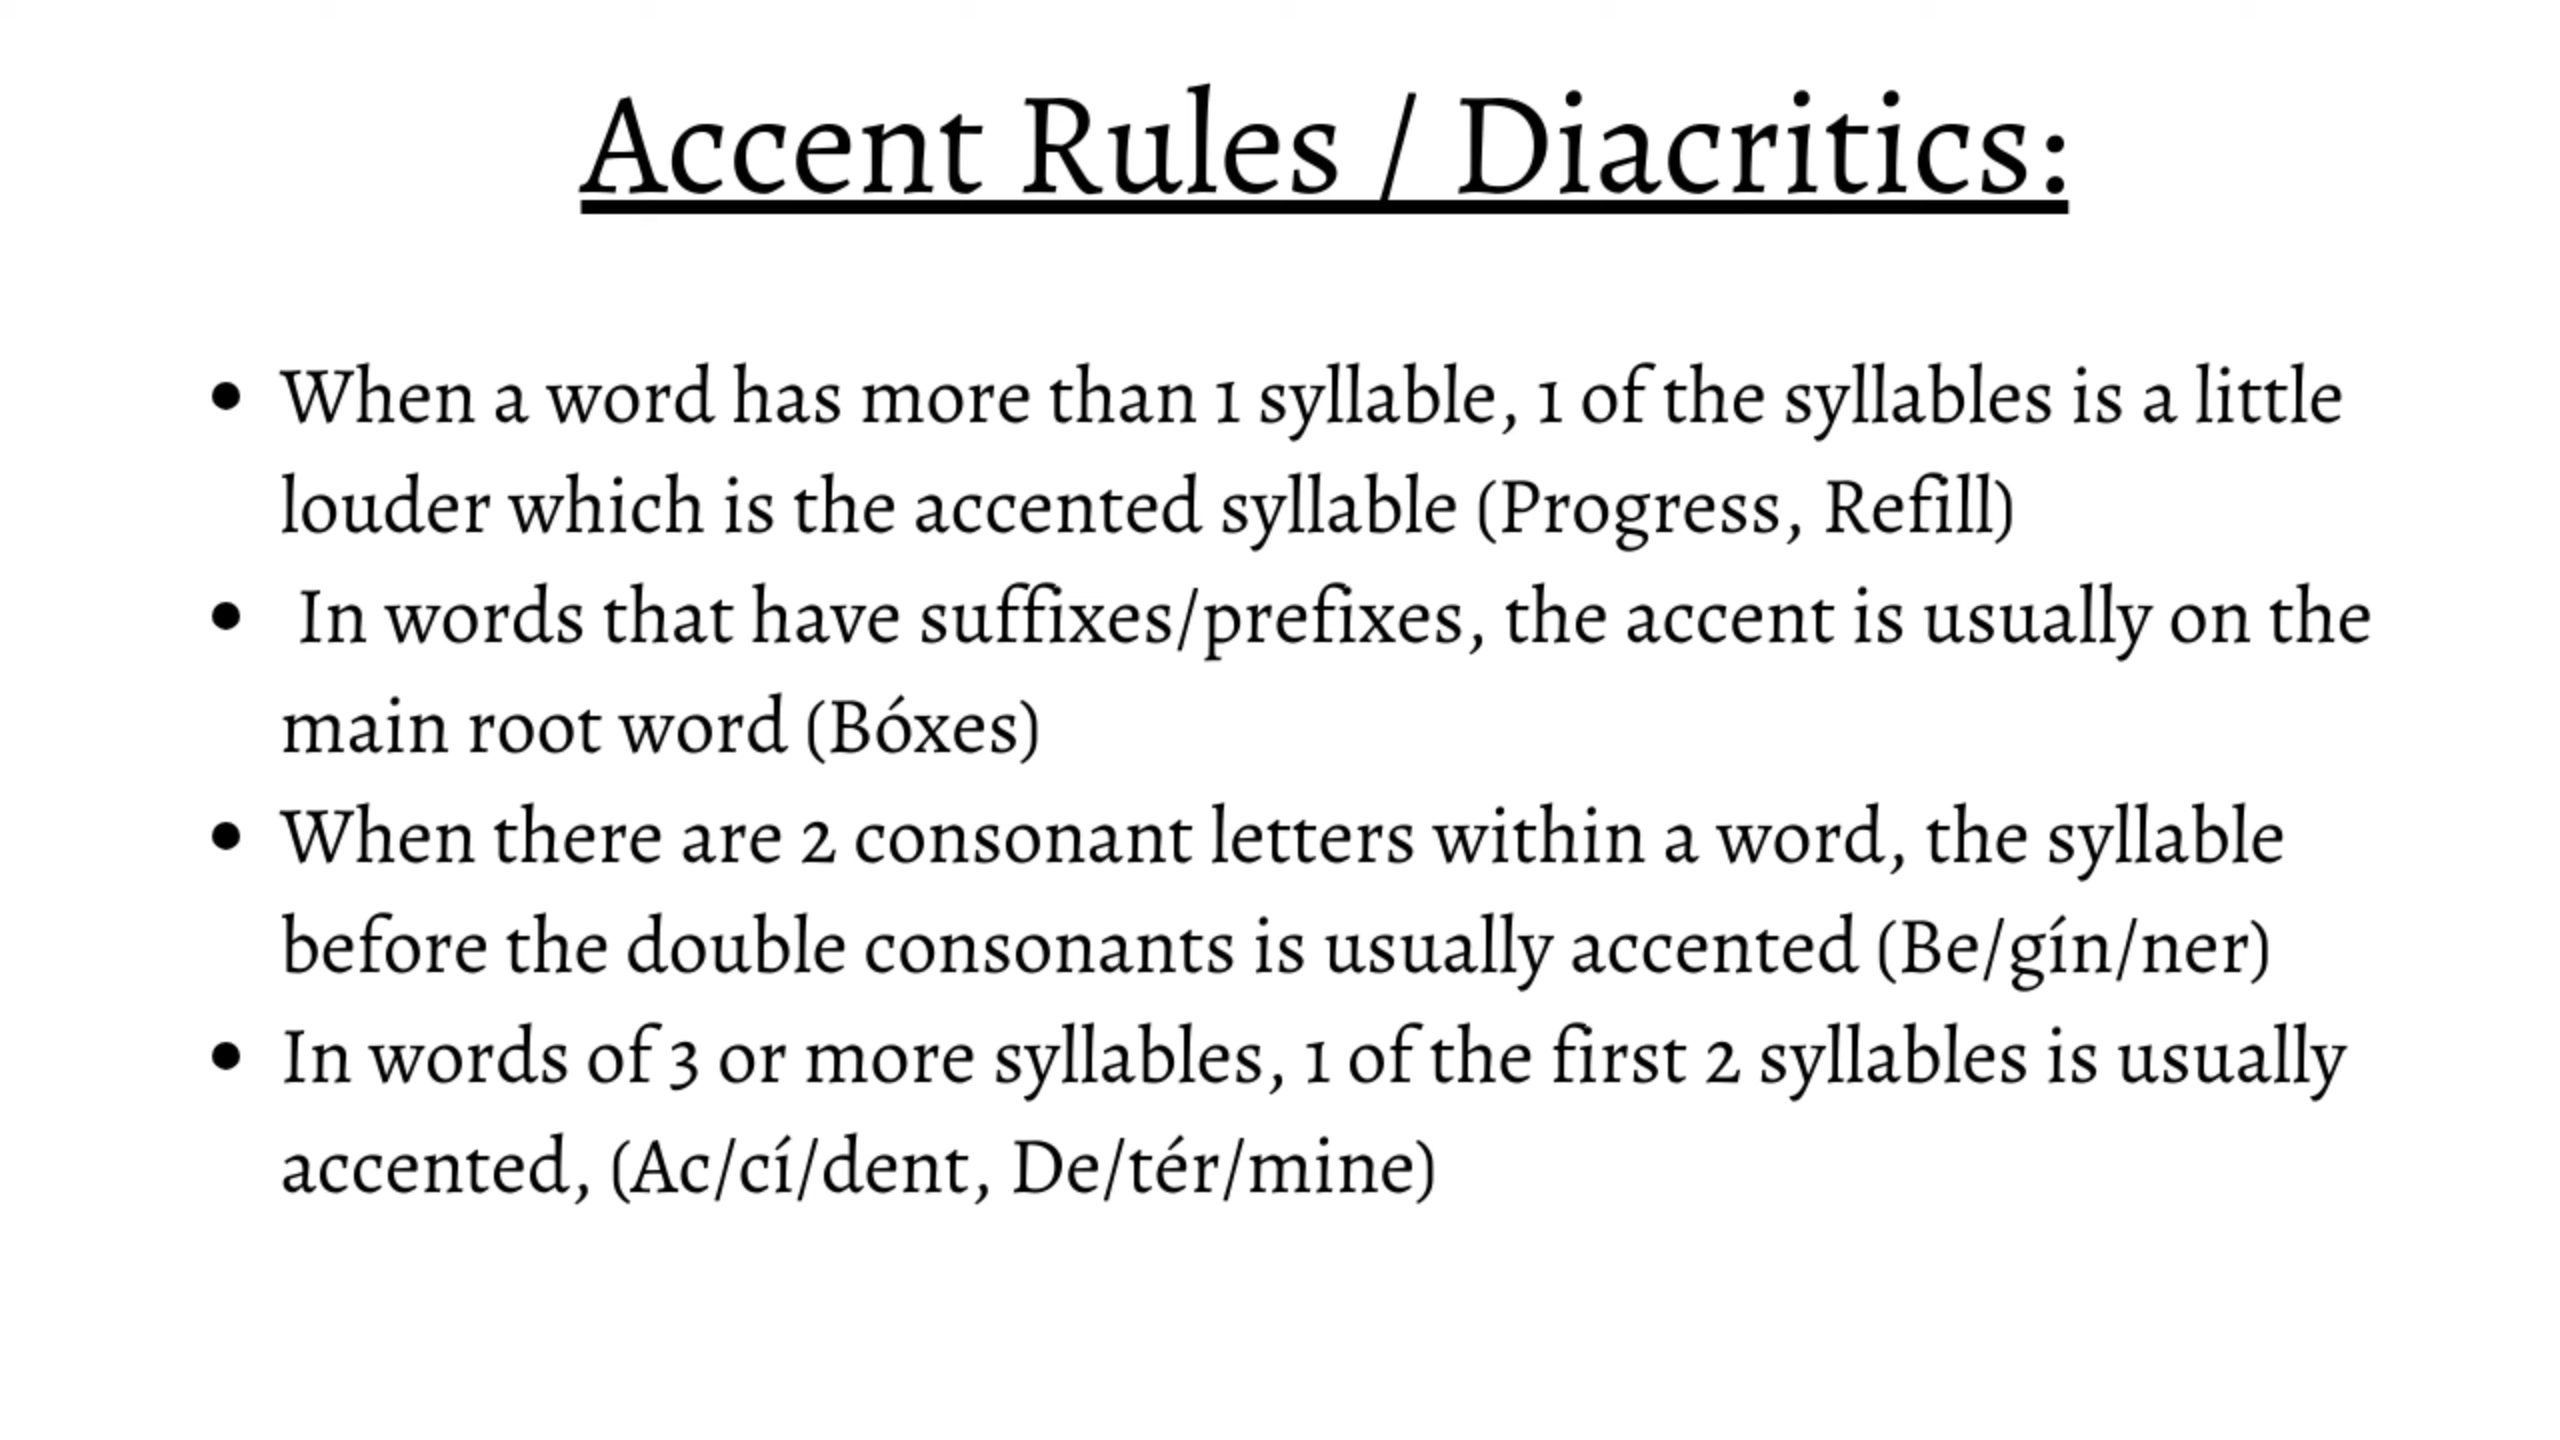 Accent Rules / Diacritics:
• When a word has more than 1 syllable, 1 of the syllables is a little
louder which is the accented syllable (Progress, Refill)
• In words that have suffixes/prefixes, the accent is usually on the
main root word (Bóxes)
• When there are 2 consonant letters within a word, the syllable
before the double consonants is usually accented (Be/gín/ner)
• In words of 3 or more syllables, 1 of the first 2 syllables is usually
accented, (Ac/cí/dent, De/tér/mine)